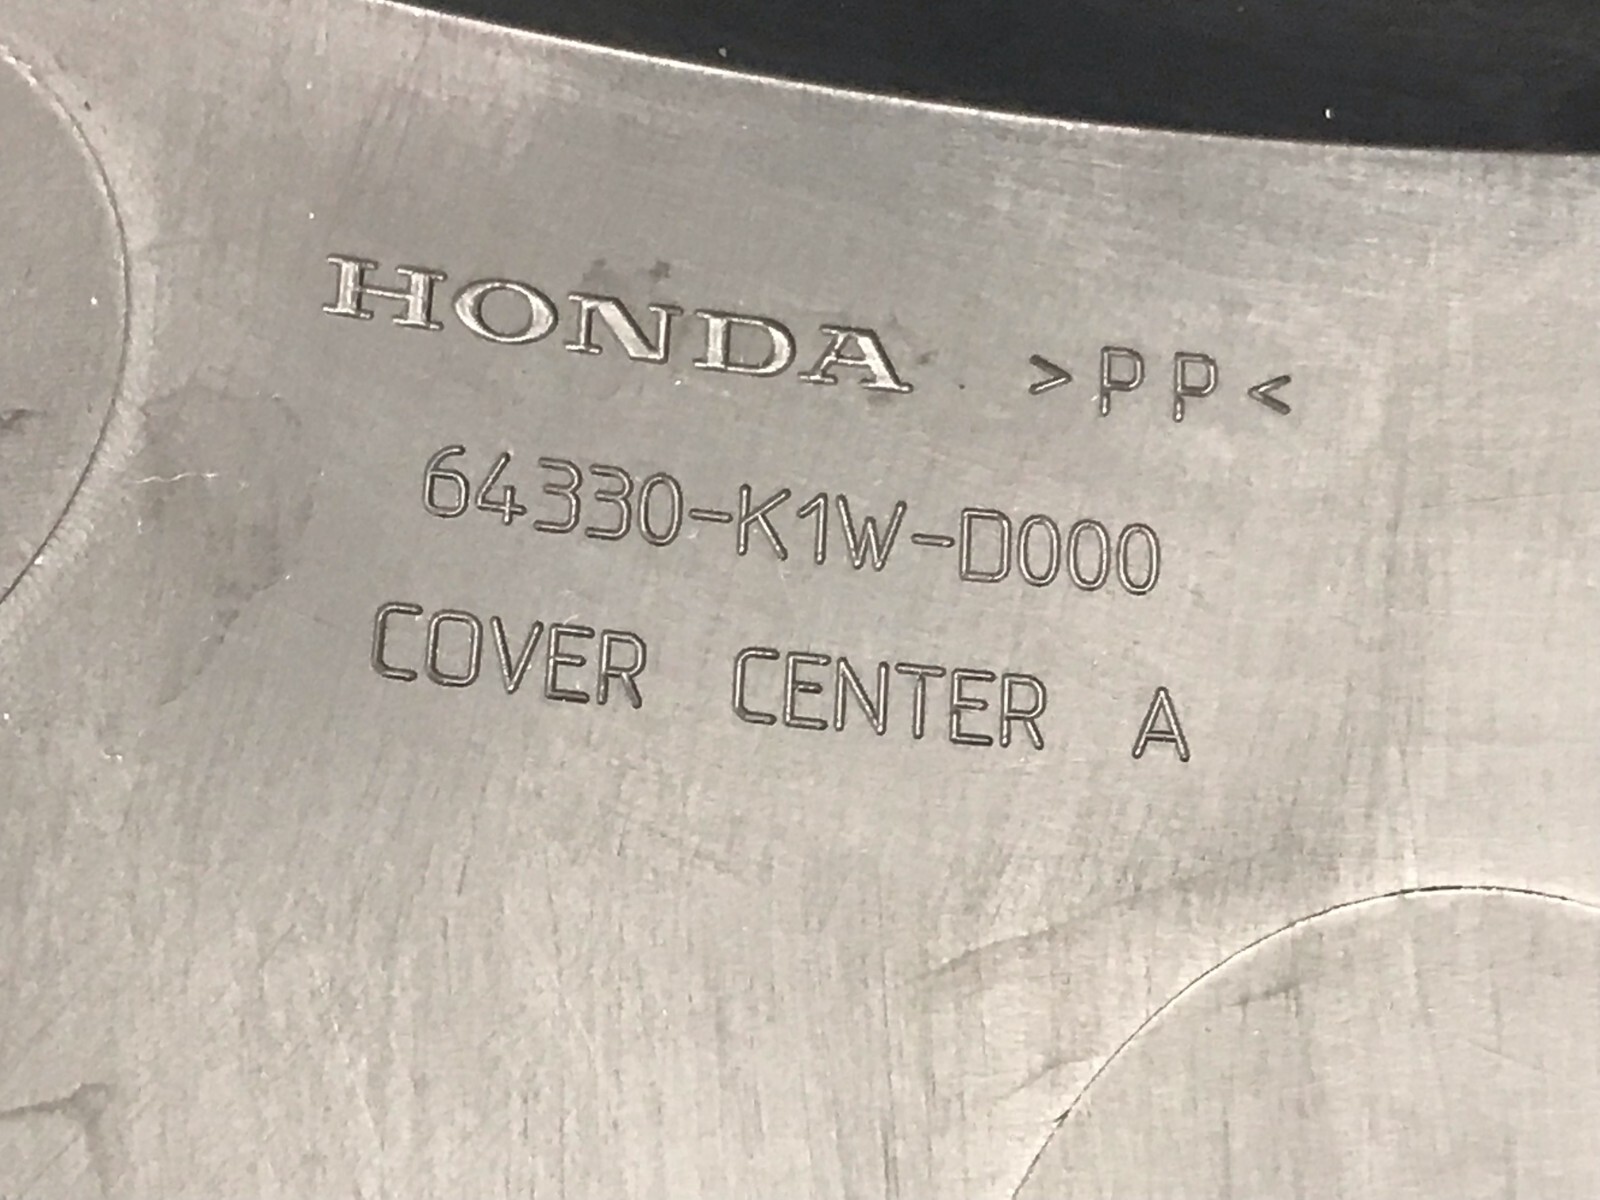 HONDA >PP<
64330-K1W-D000
COVER CENTER A